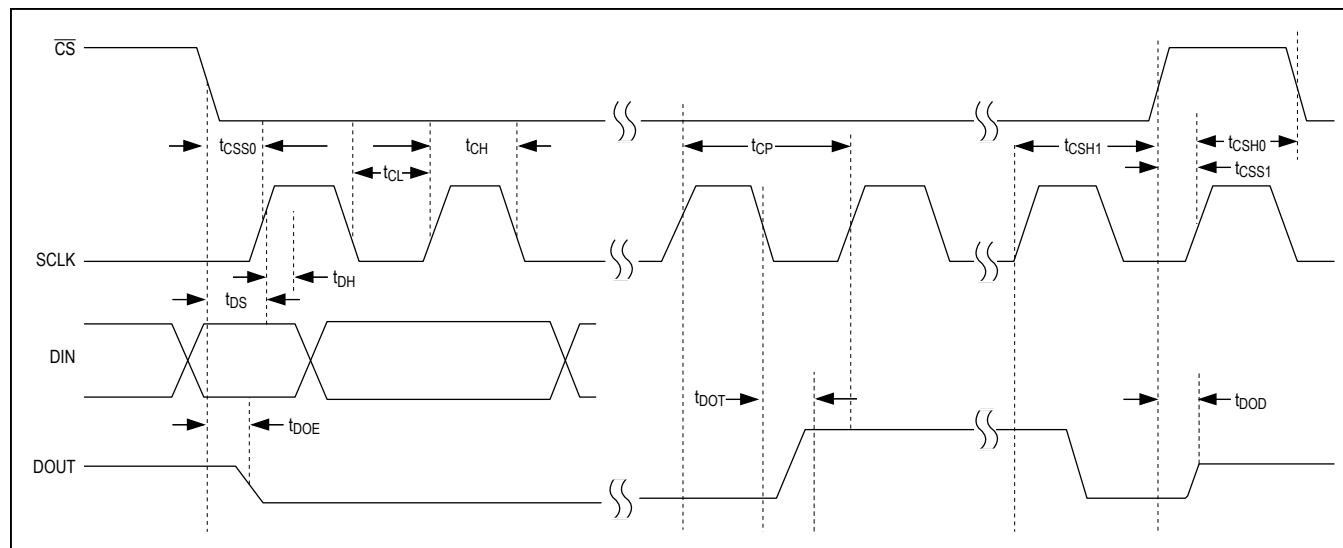 CS
tCSS0
tCL
tCH
tCP
tCSH1
tCSH0
tCSS1
SCLK
tDH
tDS
DIN
tDOE
tDOT
tDOD
DOUT